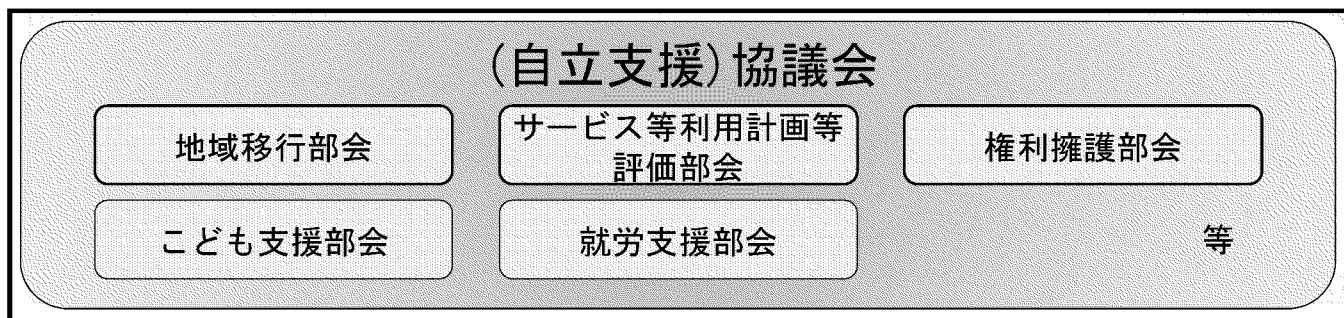 (自立支援)協議会
地域移行部会
サービス等利用計画等
評価部会
権利擁護部会
こども支援部会
就労支援部会
等